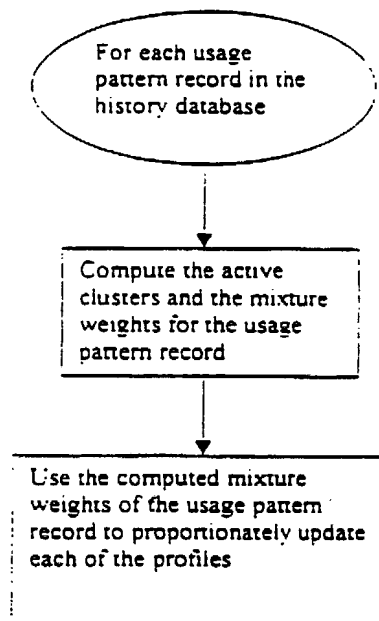 For each usage
pattern record in the
history database
Compute the active
clusters and the mixture
weights for the usage
pattern record
Use the computed mixture
weights of the usage pattern
record to proportionately update
each of the profiles